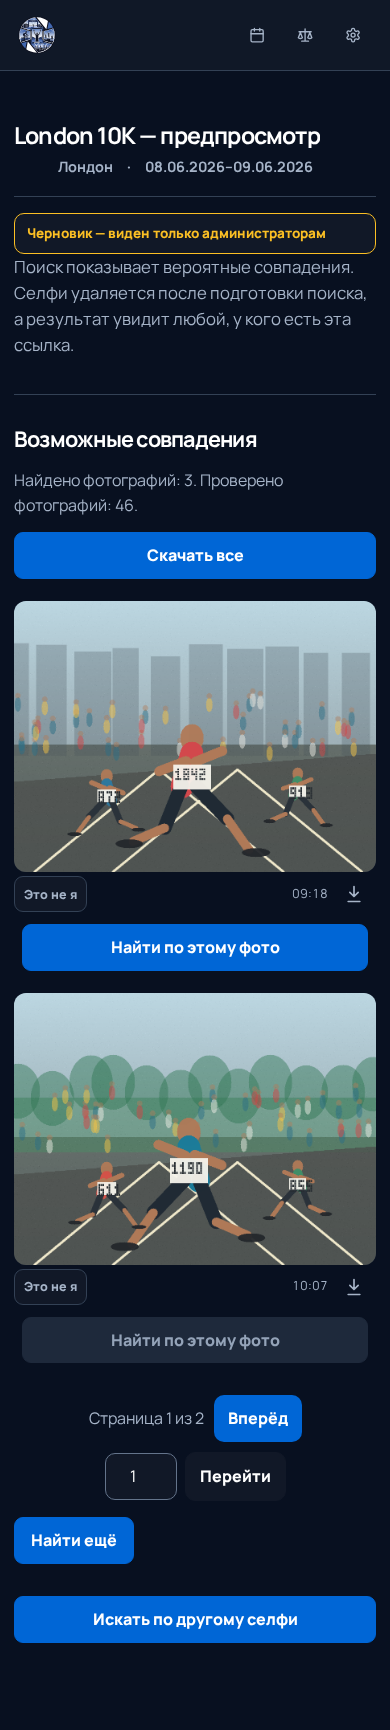 London 10K — предпросмотр
Лондон · 08.06.2026–09.06.2026
Черновик — виден только администраторам
Поиск показывает вероятные совпадения.
Селфи удаляется после подготовки поиска,
а результат увидит любой, у кого есть эта
ссылка.
Возможные совпадения
Найдено фотографий: 3. Проверено
фотографий: 46.
Скачать все
1842
Это не я 09:18
Найти по этому фото
1190
Это не я 10:07
Найти по этому фото
Страница 1 из 2 Вперёд
1 Перейти
Найти ещё
Искать по другому селфи